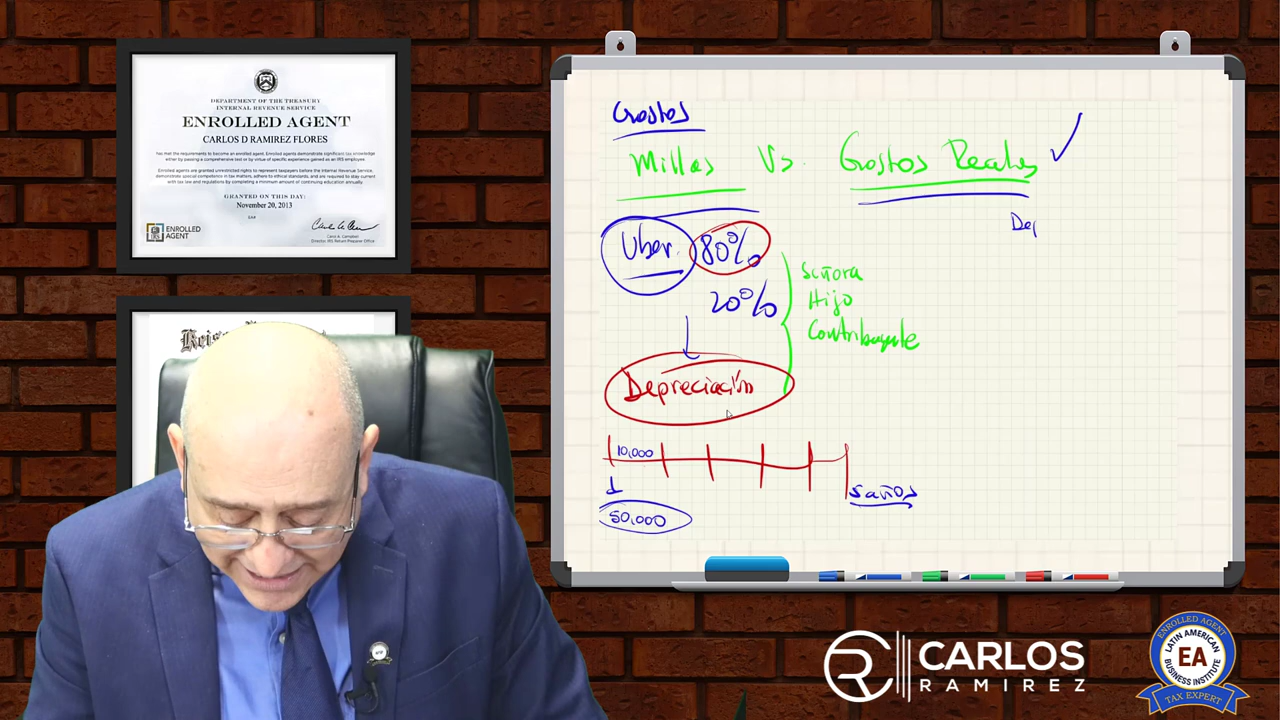 DEPARTMENT OF THE TREASURY
INTERNAL REVENUE SERVICE
ENROLLED AGENT
CARLOS D RAMIREZ FLORES
GRANTED ON THIS DAY:
November 20, 2013
ENROLLED
AGENT
Gastos
Millas Vs. Gastos Reales
Dep
Uber 80%
20%
Señora
Hijo
Contribuyente
Depreciación
10,000
5 años
50,000
CR CARLOS
RAMIREZ
ENROLLED AGENT
LATIN AMERICAN
EA
BUSINESS INSTITUTE
TAX EXPERT